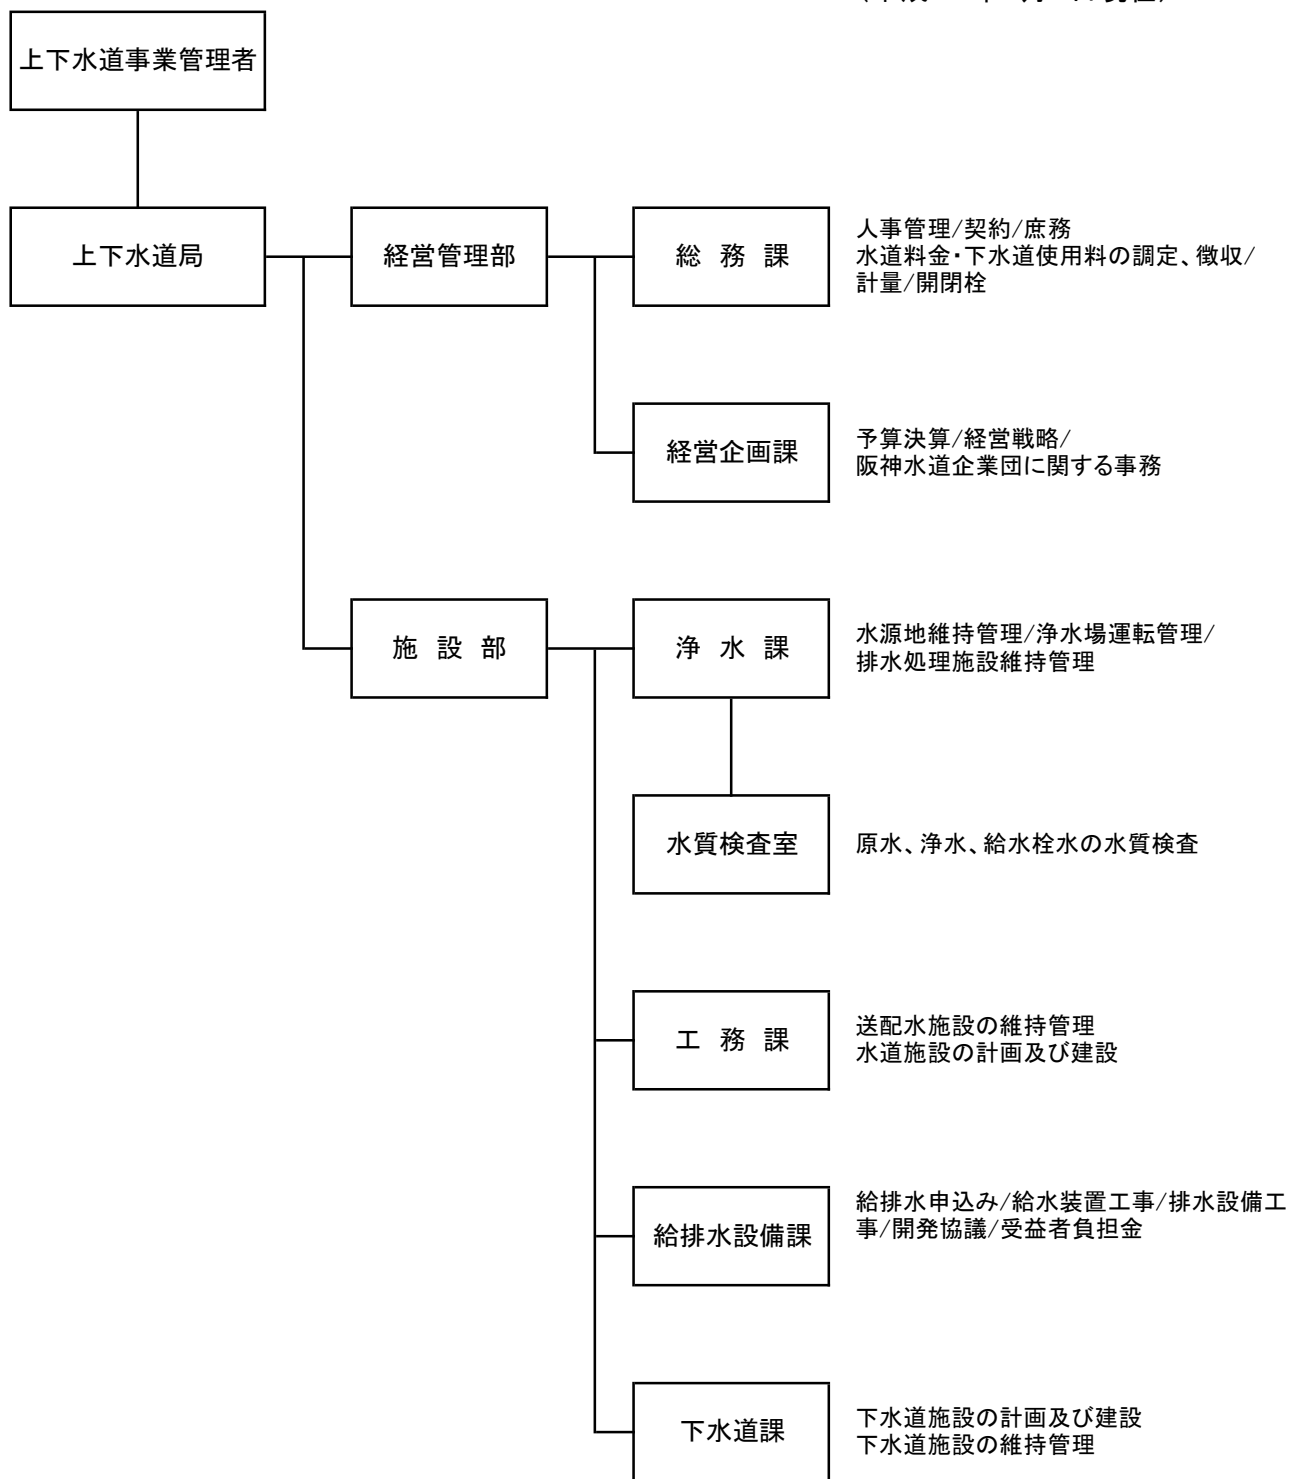 上下水道事業管理者
上下水道局
経営管理部
総 務 課
人事管理/契約/庶務
水道料金・下水道使用料の調定、徴収/
計量/開閉栓
経営企画課
予算決算/経営戦略/
阪神水道企業団に関する事務
施 設 部
浄 水 課
水源地維持管理/浄水場運転管理/
排水処理施設維持管理
水質検査室
原水、浄水、給水栓水の水質検査
工 務 課
送配水施設の維持管理
水道施設の計画及び建設
給排水設備課
給排水申込み/給水装置工事/排水設備工
事/開発協議/受益者負担金
下水道課
下水道施設の計画及び建設
下水道施設の維持管理